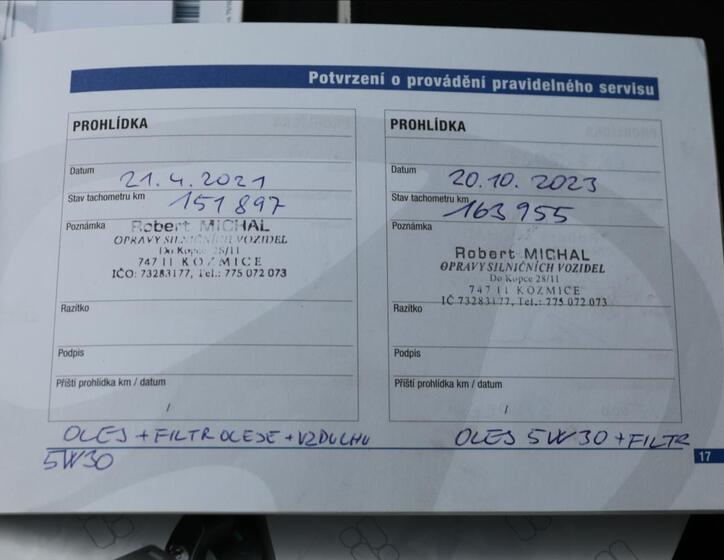 Potvrzení o provádění pravidelného servisu
PROHLÍDKA
Datum 21.4.2021
Stav tachometru km 151 897
Poznámka Robert MICHAL
OPRAVY SILNIČNÍCH VOZIDEL
Do Kopce 28/11
747 11 KOZMICE
IČO: 73283177, Tel.: 775 072 073
Razítko
Podpis
Příští prohlídka km / datum
/
OLEJ + FILTR OLEJE + VZDUCHU
5W30
PROHLÍDKA
Datum 20.10.2023
Stav tachometru km 163 955
Poznámka
Robert MICHAL
OPRAVY SILNIČNÍCH VOZIDEL
Do Kopce 28/11
747 11 KOZMICE
IČ 73283177, Tel.: 775 072 073
Razítko
Podpis
Příští prohlídka km / datum
/
OLEJ 5W30 + FILTR
17